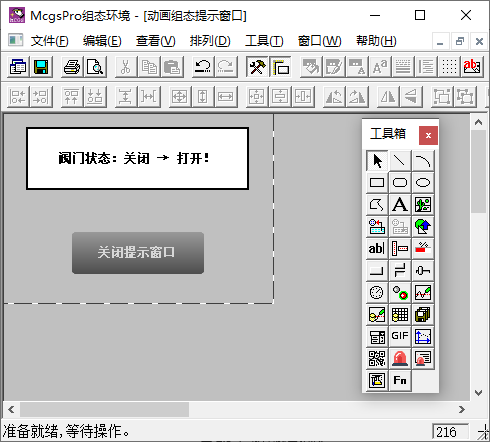 McgsPro组态环境 - [动画组态提示窗口]
文件(F) 编辑(E) 查看(V) 排列(D) 工具(T) 窗口(W) 帮助(H)
阀门状态：关闭 → 打开！
关闭提示窗口
工具箱
A
ab|
GIF
Fn
准备就绪,等待操作。
216